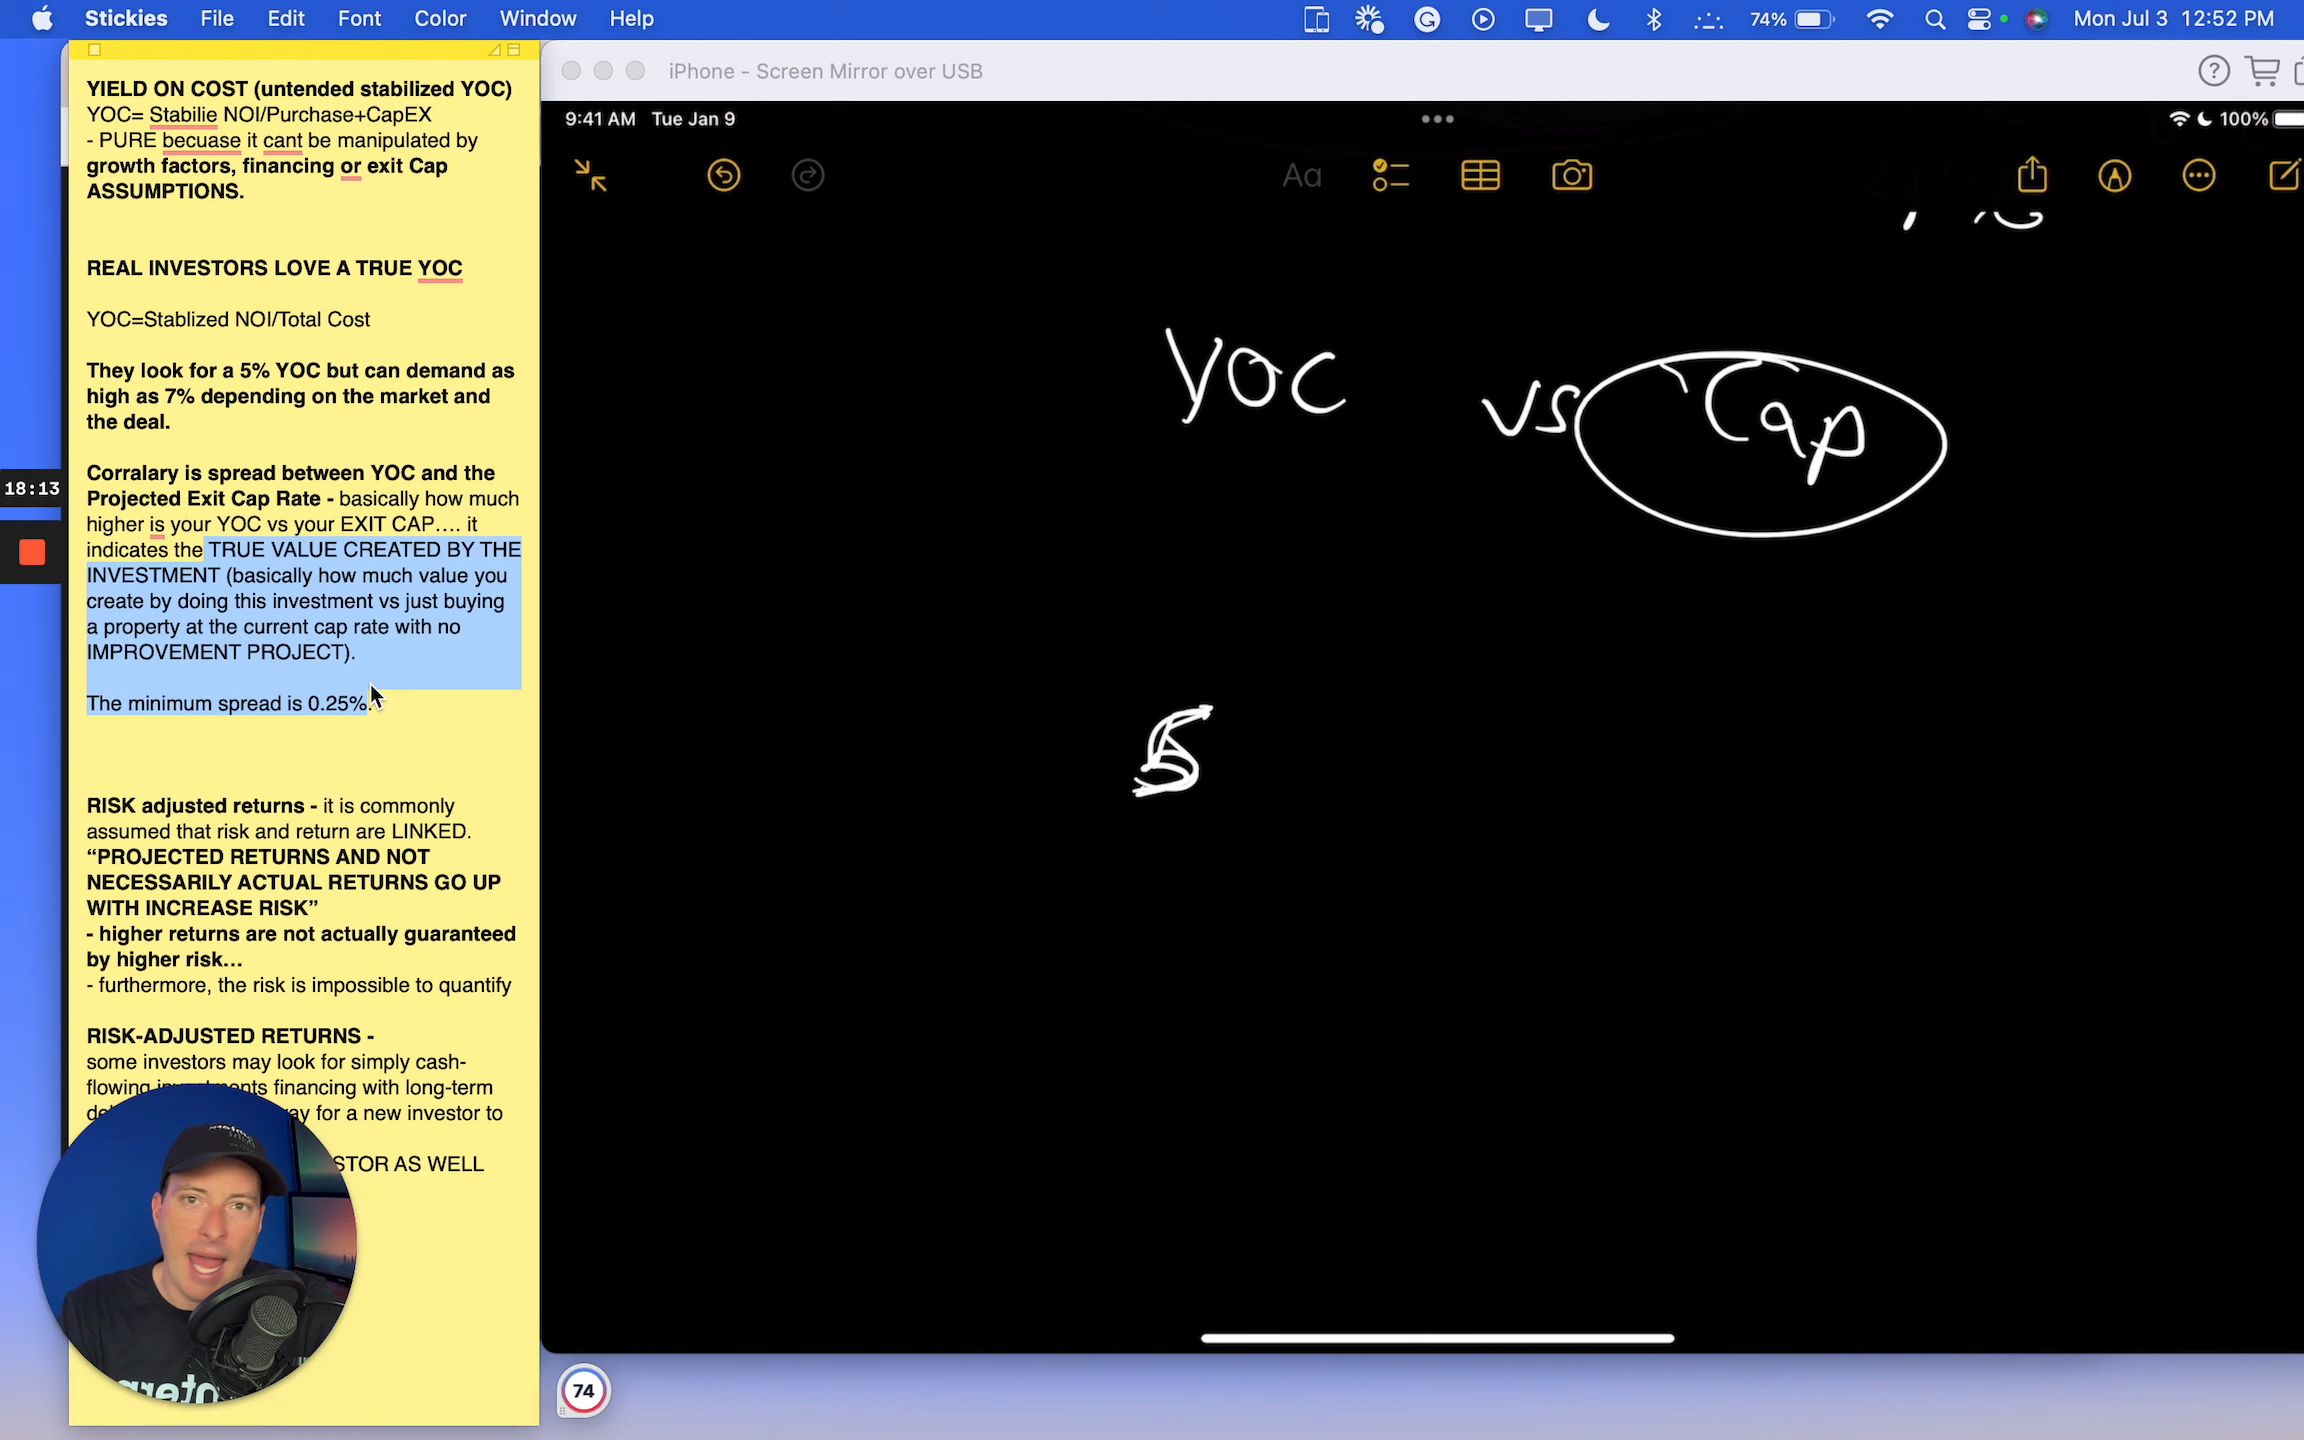 Stickies File Edit Font Color Window Help 74% Mon Jul 3 12:52 PM
YIELD ON COST (untended stabilized YOC)
YOC= Stabilie NOI/Purchase+CapEX
- PURE becuase it cant be manipulated by
growth factors, financing or exit Cap
ASSUMPTIONS.
REAL INVESTORS LOVE A TRUE YOC
YOC=Stablized NOI/Total Cost
They look for a 5% YOC but can demand as
high as 7% depending on the market and
the deal.
Corralary is spread between YOC and the
Projected Exit Cap Rate - basically how much
higher is your YOC vs your EXIT CAP.... it
indicates the TRUE VALUE CREATED BY THE
INVESTMENT (basically how much value you
create by doing this investment vs just buying
a property at the current cap rate with no
IMPROVEMENT PROJECT).
The minimum spread is 0.25%.
RISK adjusted returns - it is commonly
assumed that risk and return are LINKED.
“PROJECTED RETURNS AND NOT
NECESSARILY ACTUAL RETURNS GO UP
WITH INCREASE RISK”
- higher returns are not actually guaranteed
by higher risk...
- furthermore, the risk is impossible to quantify
RISK-ADJUSTED RETURNS -
some investors may look for simply cash-
flowing financing with long-term
for a new investor to
AS WELL
18:13
iPhone - Screen Mirror over USB
9:41 AM Tue Jan 9 100%
Aa
YOC vs Cap
5
74